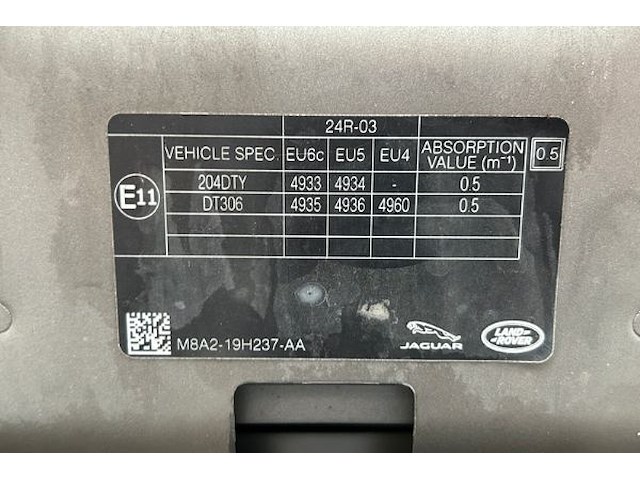 24R-03
VEHICLE SPEC. EU6c EU5 EU4 ABSORPTION VALUE (m⁻¹) 0.5
204DTY 4933 4934 - 0.5
E11
DT306 4935 4936 4960 0.5
M8A2-19H237-AA
JAGUAR
LAND ROVER